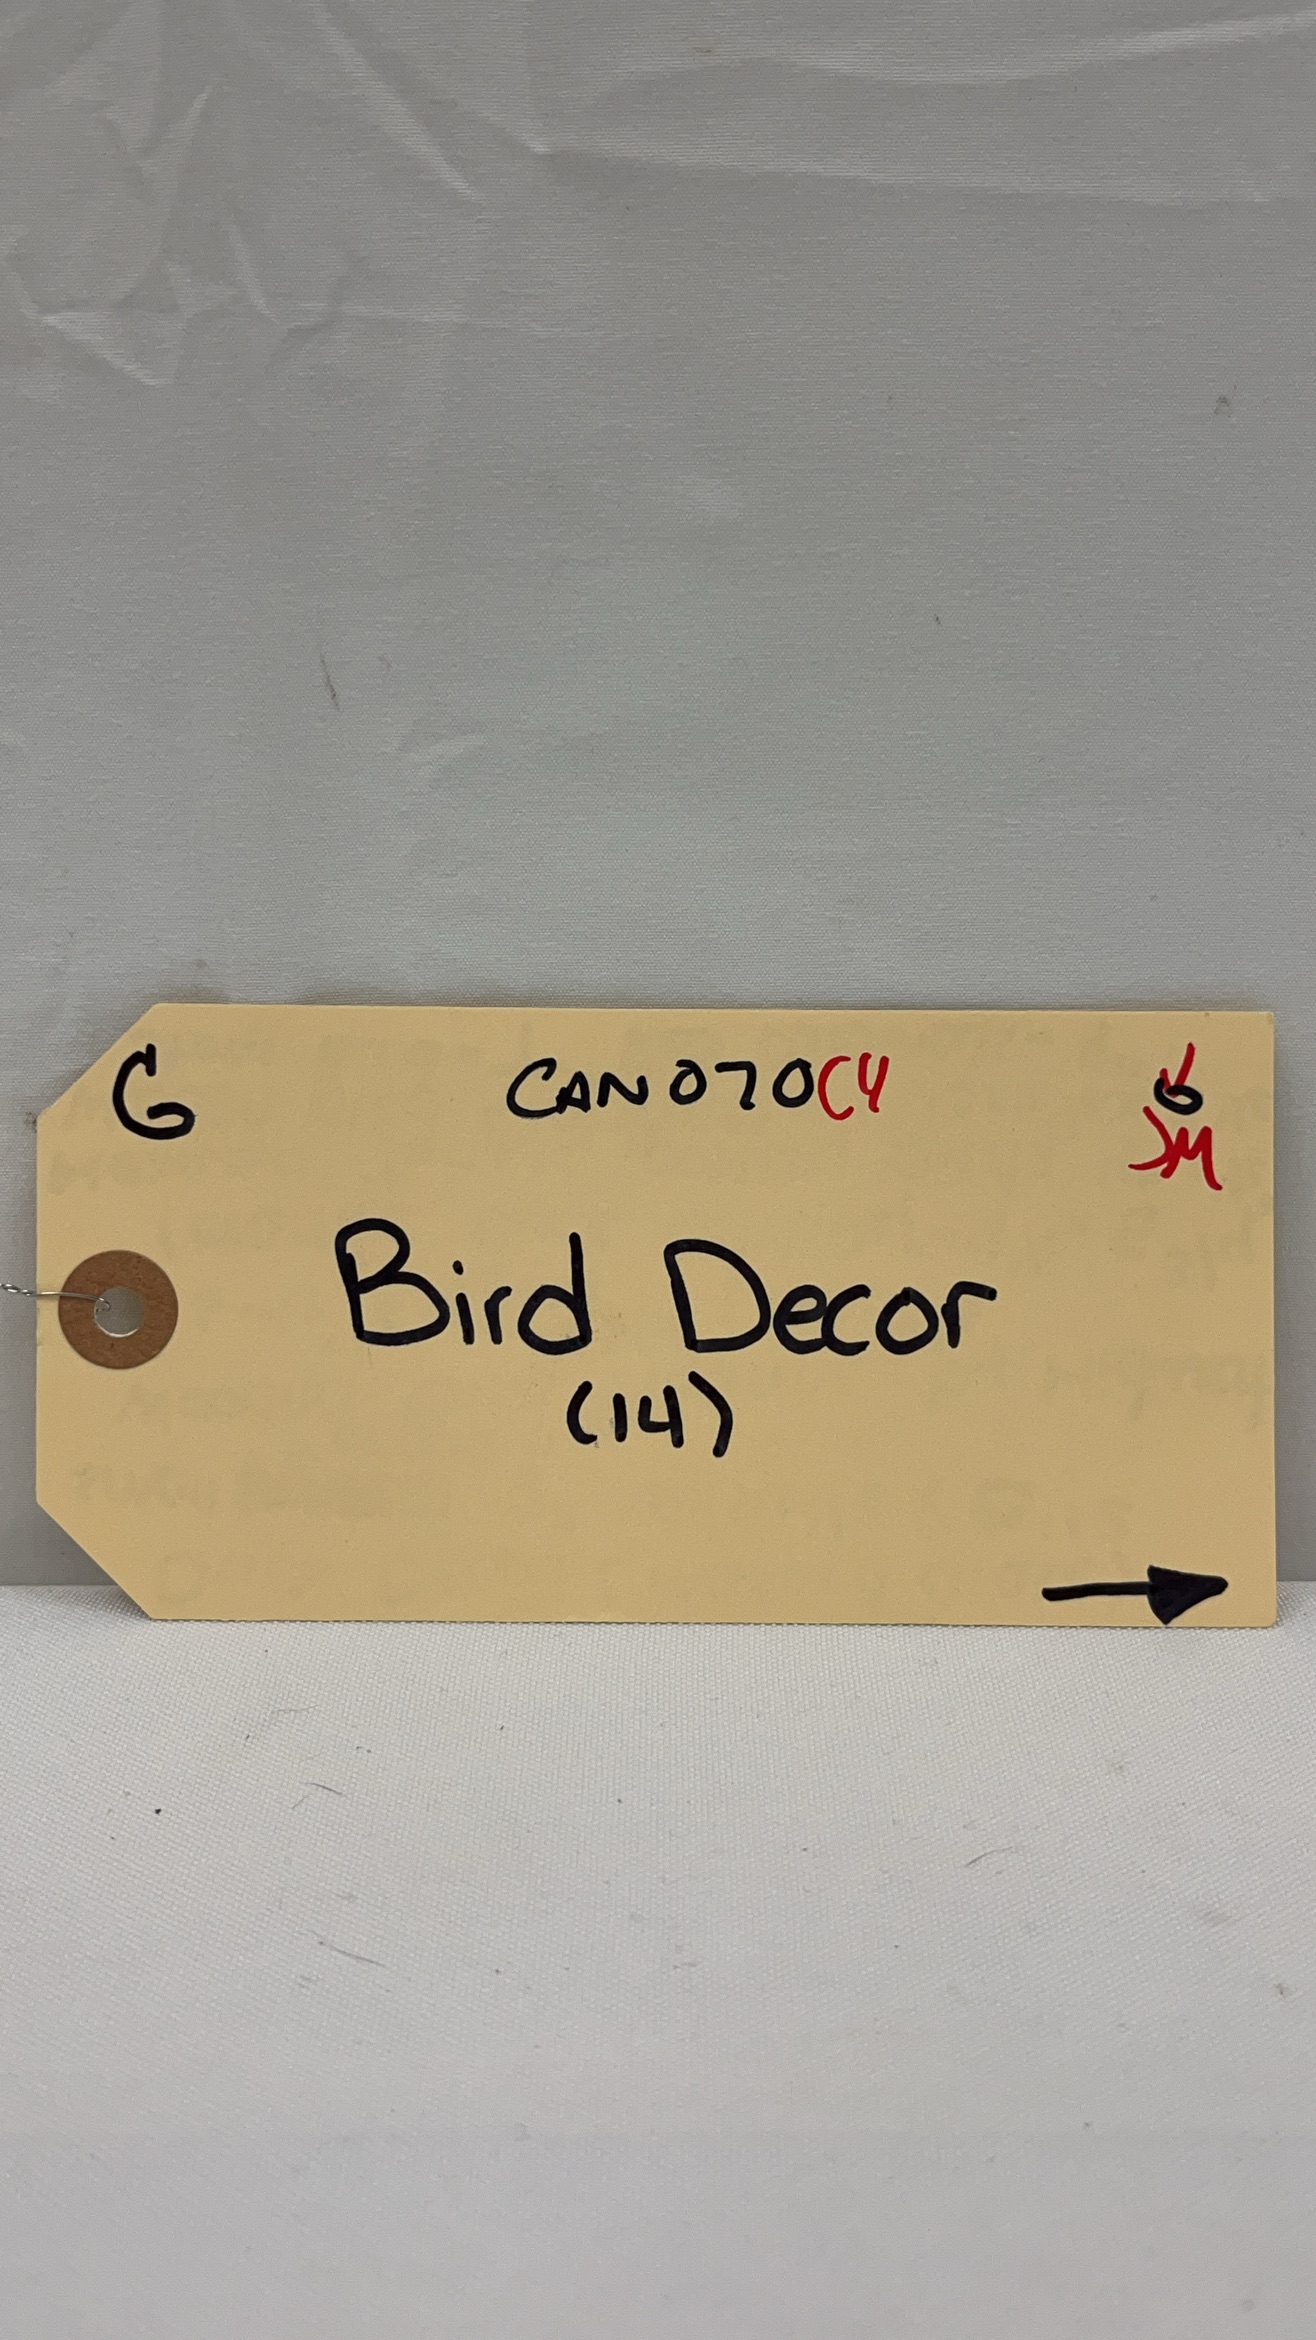 G CAN070C4 G
JM
Bird Decor
(14)